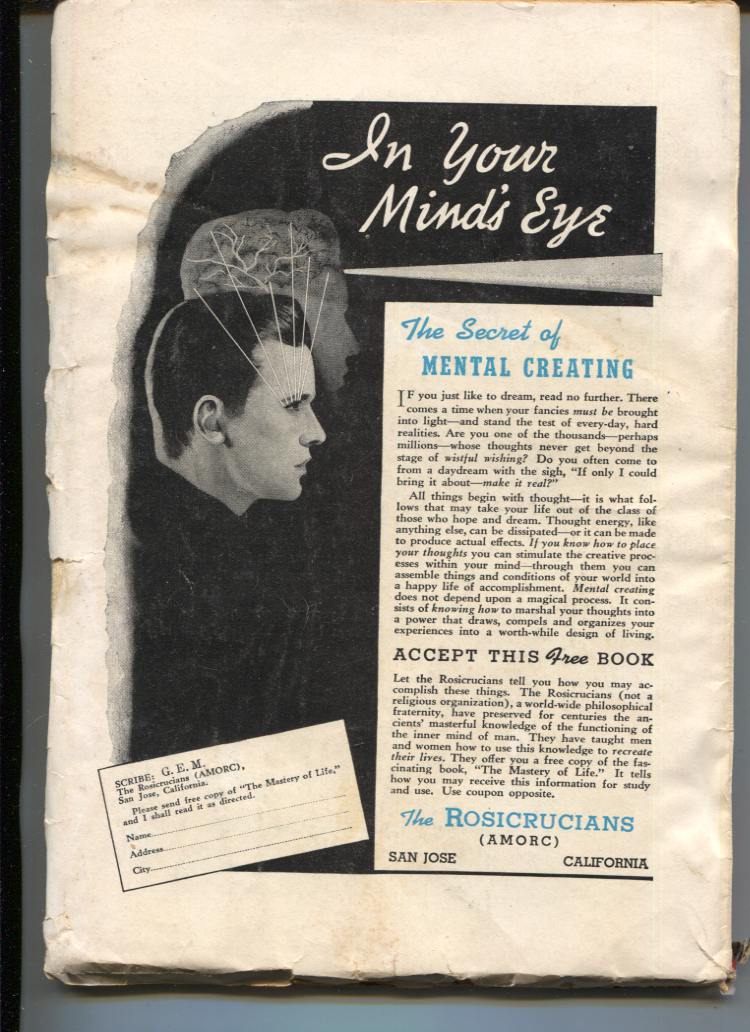 In Your
Mind's Eye
The Secret of
MENTAL CREATING
IF you just like to dream, read no further. There
comes a time when your fancies must be brought
into light—and stand the test of every-day, hard
realities. Are you one of the thousands—perhaps
millions—whose thoughts never get beyond the
stage of wistful wishing? Do you often come to
from a daydream with the sigh, "If only I could
bring it about—make it real?"
All things begin with thought—it is what fol-
lows that may take your life out of the class of
those who hope and dream. Thought energy, like
anything else, can be dissipated—or it can be made
to produce actual effects. If you know how to place
your thoughts you can stimulate the creative proc-
esses within your mind—through them you can
assemble things and conditions of your world into
a happy life of accomplishment. Mental creating
does not depend upon a magical process. It con-
sists of knowing how to marshal your thoughts into
a power that draws, compels and organizes your
experiences into a worth-while design of living.
ACCEPT THIS Free BOOK
Let the Rosicrucians tell you how you may ac-
complish these things. The Rosicrucians (not a
religious organization), a world-wide philosophical
fraternity, have preserved for centuries the an-
cients' masterful knowledge of the functioning of
the inner mind of man. They have taught men
and women how to use this knowledge to recreate
their lives. They offer you a free copy of the fas-
cinating book, "The Mastery of Life." It tells
how you may receive this information for study
and use. Use coupon opposite.
The ROSICRUCIANS
(AMORC)
SAN JOSE CALIFORNIA
SCRIBE: G. E. M.
The Rosicrucians (AMORC),
San Jose, California.
Please send free copy of "The Mastery of Life,"
and I shall read it as directed.
Name
Address
City